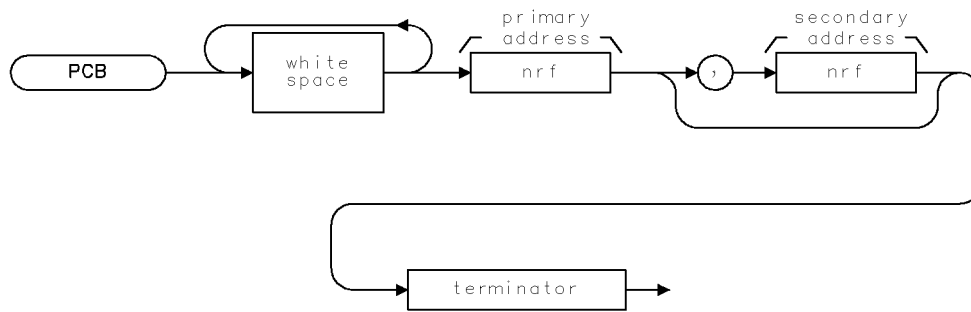 primary
address
secondary
address
PCB
white
space
nrf
,
nrf
terminator